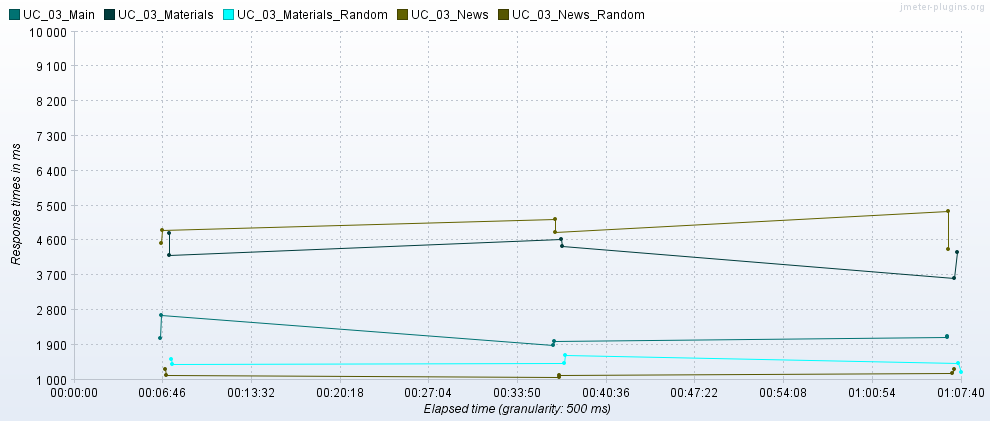 UC_03_Main UC_03_Materials UC_03_Materials_Random UC_03_News UC_03_News_Random
jmeter-plugins.org
10 000
9 100
8 200
7 300
6 400
5 500
4 600
3 700
2 800
1 900
1 000
Response times in ms
00:00:00 00:06:46 00:13:32 00:20:18 00:27:04 00:33:50 00:40:36 00:47:22 00:54:08 01:00:54 01:07:40
Elapsed time (granularity: 500 ms)